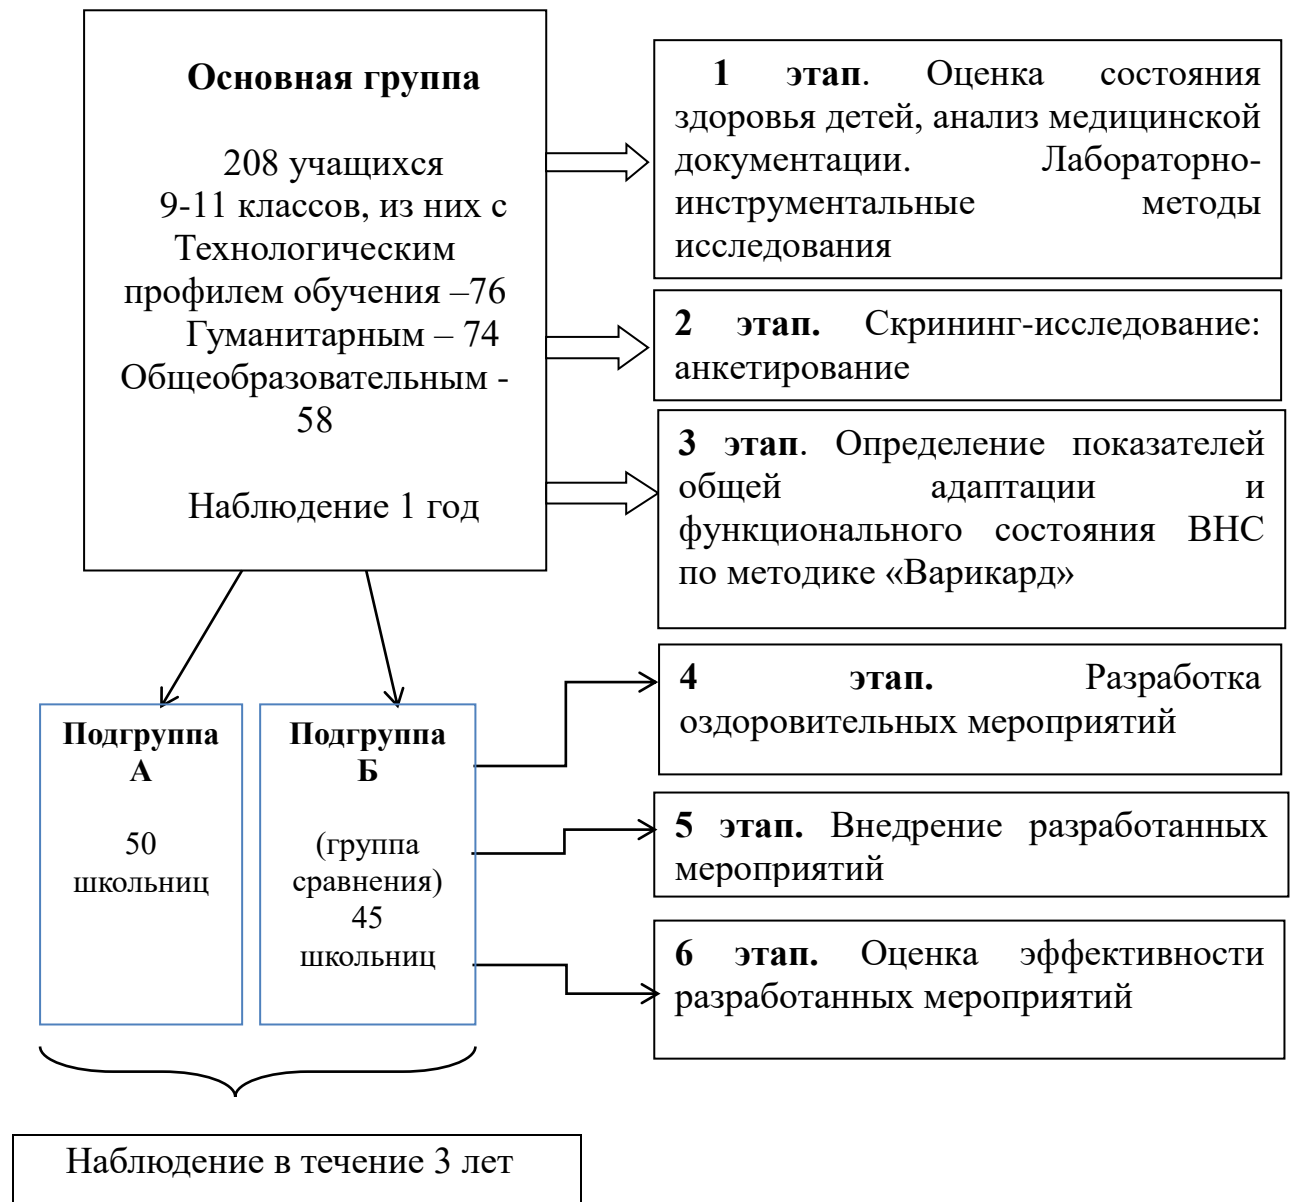 Основная группа
208 учащихся
9-11 классов, из них с
Технологическим
профилем обучения –76
Гуманитарным – 74
Общеобразовательным -
58
Наблюдение 1 год
1 этап. Оценка состояния
здоровья детей, анализ медицинской
документации. Лабораторно-
инструментальные методы
исследования
2 этап. Скрининг-исследование:
анкетирование
3 этап. Определение показателей
общей адаптации и
функционального состояния ВНС
по методике «Варикард»
Подгруппа
А
50
школьниц
Подгруппа
Б
(группа
сравнения)
45
школьниц
4 этап. Разработка
оздоровительных мероприятий
5 этап. Внедрение разработанных
мероприятий
6 этап. Оценка эффективности
разработанных мероприятий
Наблюдение в течение 3 лет